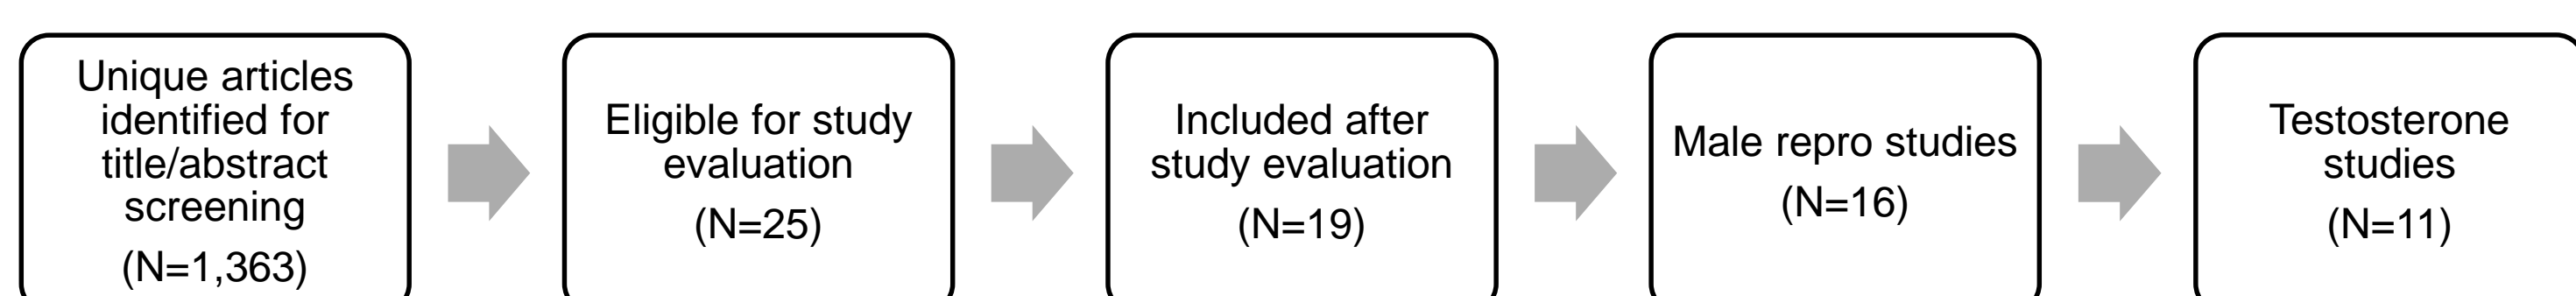 Unique articles
identified for
title/abstract
screening
(N=1,363)
Eligible for study
evaluation
(N=25)
Included after
study evaluation
(N=19)
Male repro studies
(N=16)
Testosterone
studies
(N=11)